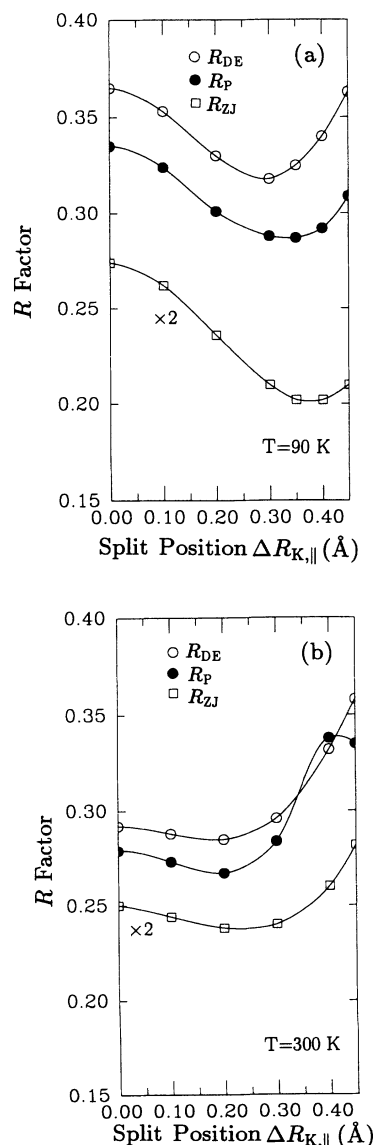 0.40
(a)
○ R_DE
● R_P
□ R_ZJ
0.35
0.30
R Factor
0.25
×2
0.20
T=90 K
0.15
0.00 0.10 0.20 0.30 0.40
Split Position ΔR_K,∥ (Å)
0.40
(b)
○ R_DE
● R_P
□ R_ZJ
0.35
0.30
R Factor
0.25
×2
0.20
T=300 K
0.15
0.00 0.10 0.20 0.30 0.40
Split Position ΔR_K,∥ (Å)